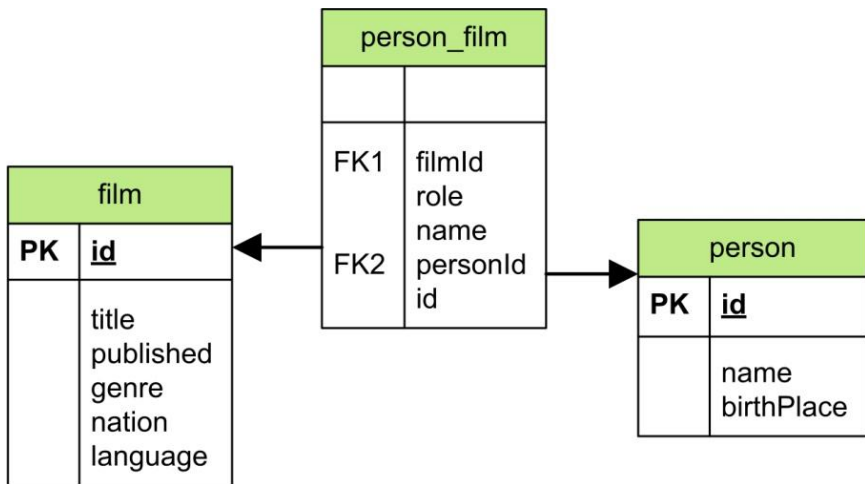 person_film
FK1 filmId
role
name
FK2 personId
id
film
PK id
title
published
genre
nation
language
person
PK id
name
birthPlace